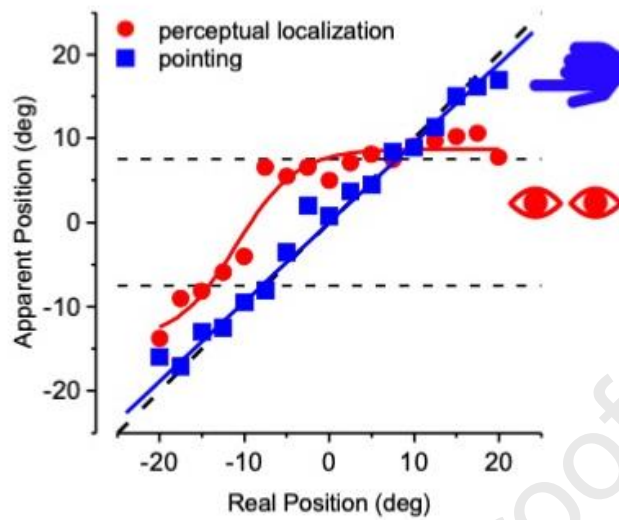 perceptual localization
pointing
20
10
0
-10
-20
Apparent Position (deg)
-20 -10 0 10 20
Real Position (deg)
roof